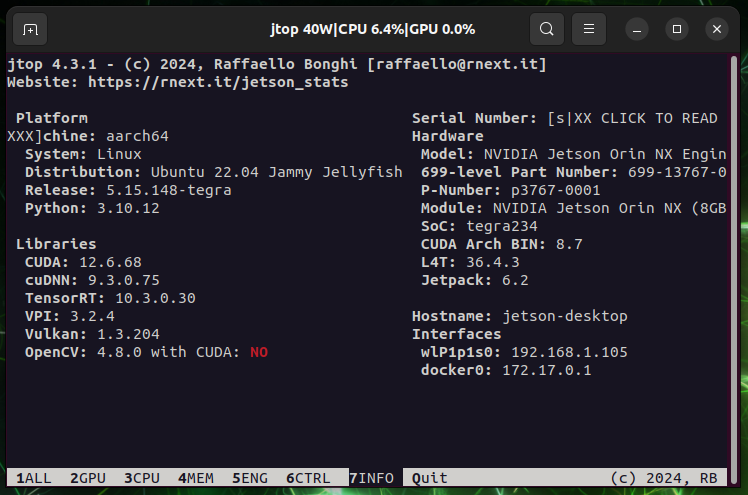 jtop 40W|CPU 6.4%|GPU 0.0%
jtop 4.3.1 - (c) 2024, Raffaello Bonghi [raffaello@rnext.it]
Website: https://rnext.it/jetson_stats
Platform
Serial Number: [s|XX CLICK TO READ
XXX]chine: aarch64
Hardware
System: Linux
Model: NVIDIA Jetson Orin NX Engin
Distribution: Ubuntu 22.04 Jammy Jellyfish
699-level Part Number: 699-13767-0
Release: 5.15.148-tegra
P-Number: p3767-0001
Python: 3.10.12
Module: NVIDIA Jetson Orin NX (8GB
SoC: tegra234
Libraries
CUDA Arch BIN: 8.7
CUDA: 12.6.68
L4T: 36.4.3
cuDNN: 9.3.0.75
Jetpack: 6.2
TensorRT: 10.3.0.30
VPI: 3.2.4
Hostname: jetson-desktop
Vulkan: 1.3.204
Interfaces
OpenCV: 4.8.0 with CUDA: NO
wlP1p1s0: 192.168.1.105
docker0: 172.17.0.1
1ALL 2GPU 3CPU 4MEM 5ENG 6CTRL 7INFO Quit (c) 2024, RB